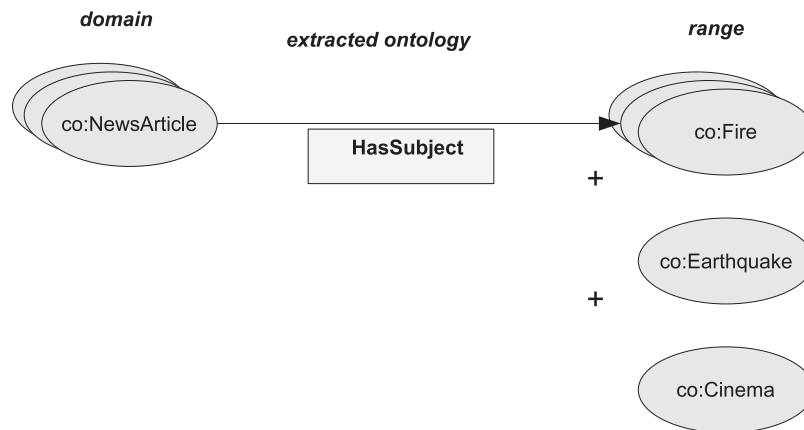 domain
extracted ontology
range
co:NewsArticle
HasSubject
co:Fire
+
co:Earthquake
+
co:Cinema